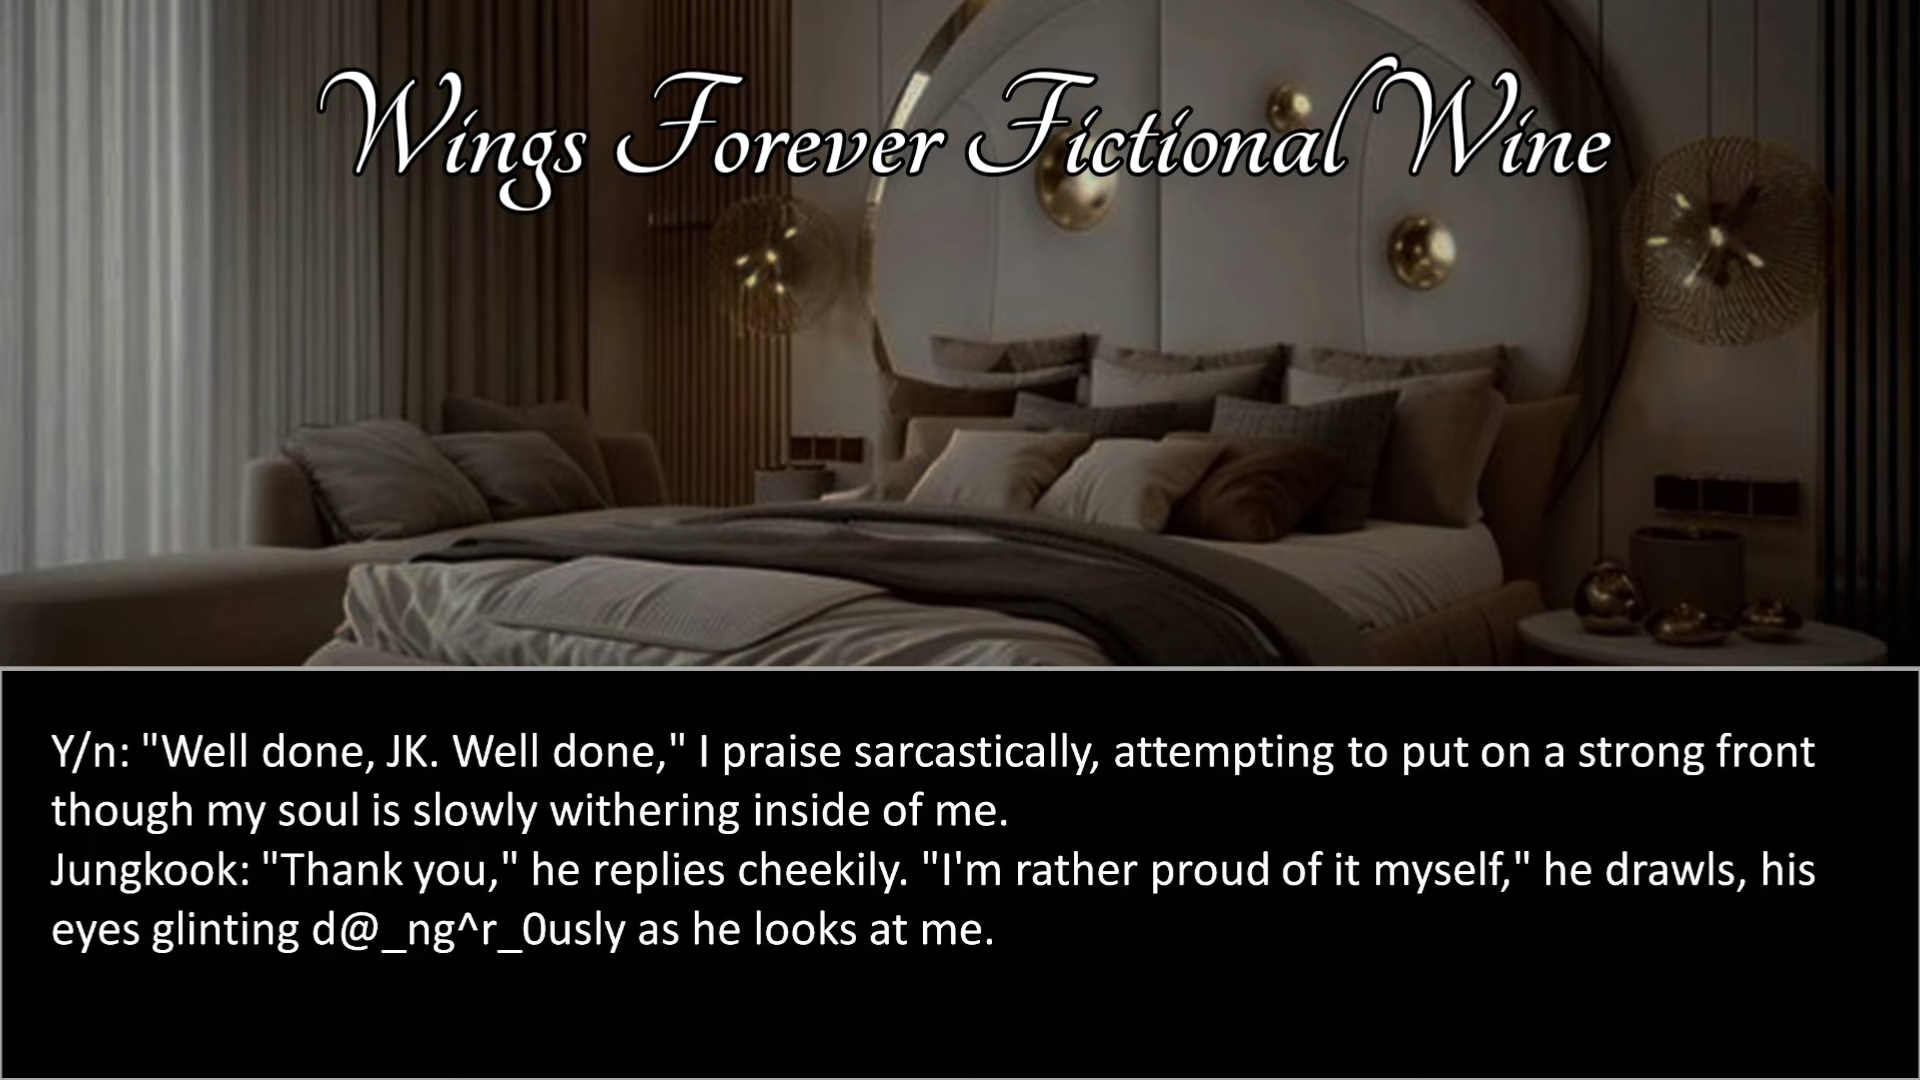 Wings Forever Fictional Wine
Y/n: "Well done, JK. Well done," I praise sarcastically, attempting to put on a strong front
though my soul is slowly withering inside of me.
Jungkook: "Thank you," he replies cheekily. "I'm rather proud of it myself," he drawls, his
eyes glinting d@_ng^r_0usly as he looks at me.